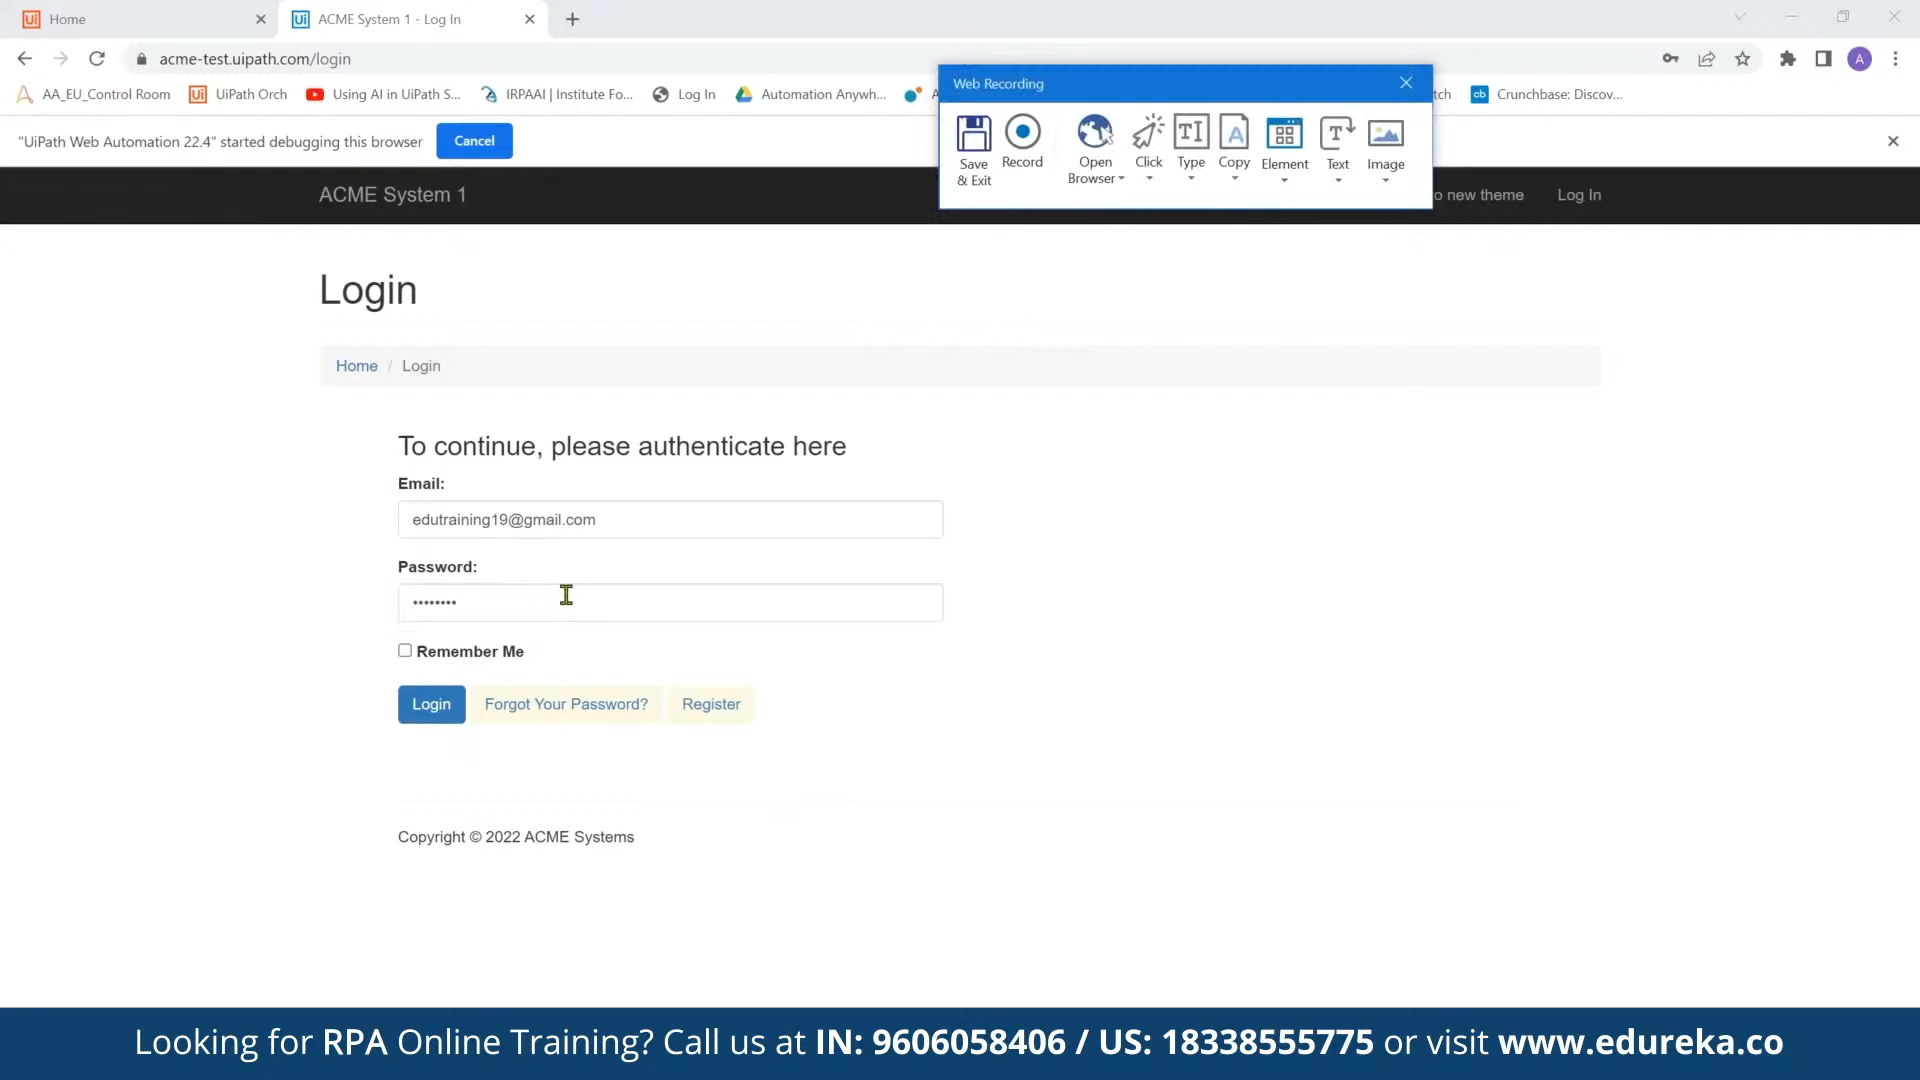 Home
ACME System 1 - Log In
acme-test.uipath.com/login
A
AA_EU_Control Room
UiPath Orch
Using AI in UiPath S...
IRPAAI | Institute Fo...
Log In
Automation Anywh...
Crunchbase: Discov...
"UiPath Web Automation 22.4" started debugging this browser
Cancel
Web Recording
Save & Exit
Record
Open Browser
Click
Type
Copy
Element
Text
Image
ACME System 1
new theme
Log In
Login
Home / Login
To continue, please authenticate here
Email:
edutraining19@gmail.com
Password:
••••••••
Remember Me
Login
Forgot Your Password?
Register
Copyright © 2022 ACME Systems
Looking for RPA Online Training? Call us at IN: 9606058406 / US: 18338555775 or visit www.edureka.co